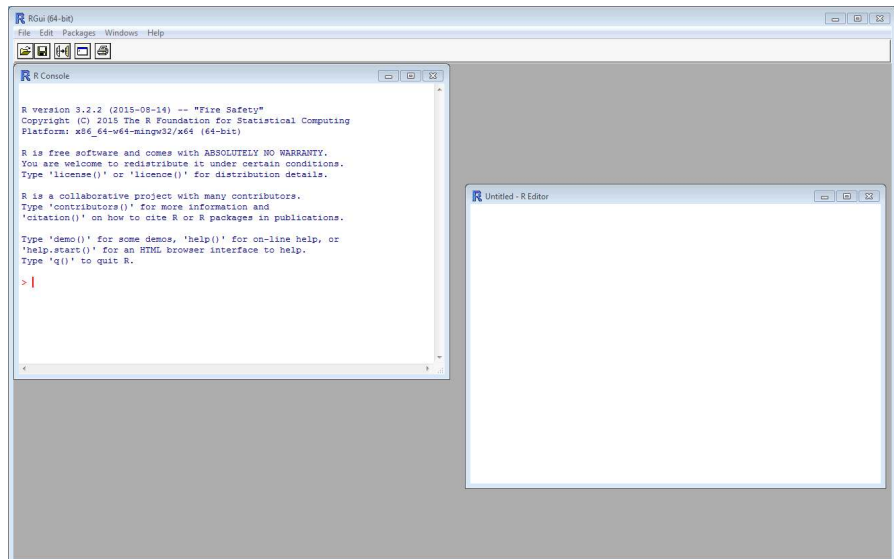 RGui (64-bit)
File Edit Packages Windows Help
R Console
R version 3.2.2 (2015-08-14) -- "Fire Safety"
Copyright (C) 2015 The R Foundation for Statistical Computing
Platform: x86_64-w64-mingw32/x64 (64-bit)
R is free software and comes with ABSOLUTELY NO WARRANTY.
You are welcome to redistribute it under certain conditions.
Type 'license()' or 'licence()' for distribution details.
R is a collaborative project with many contributors.
Type 'contributors()' for more information and
'citation()' on how to cite R or R packages in publications.
Type 'demo()' for some demos, 'help()' for on-line help, or
'help.start()' for an HTML browser interface to help.
Type 'q()' to quit R.
>
Untitled - R Editor